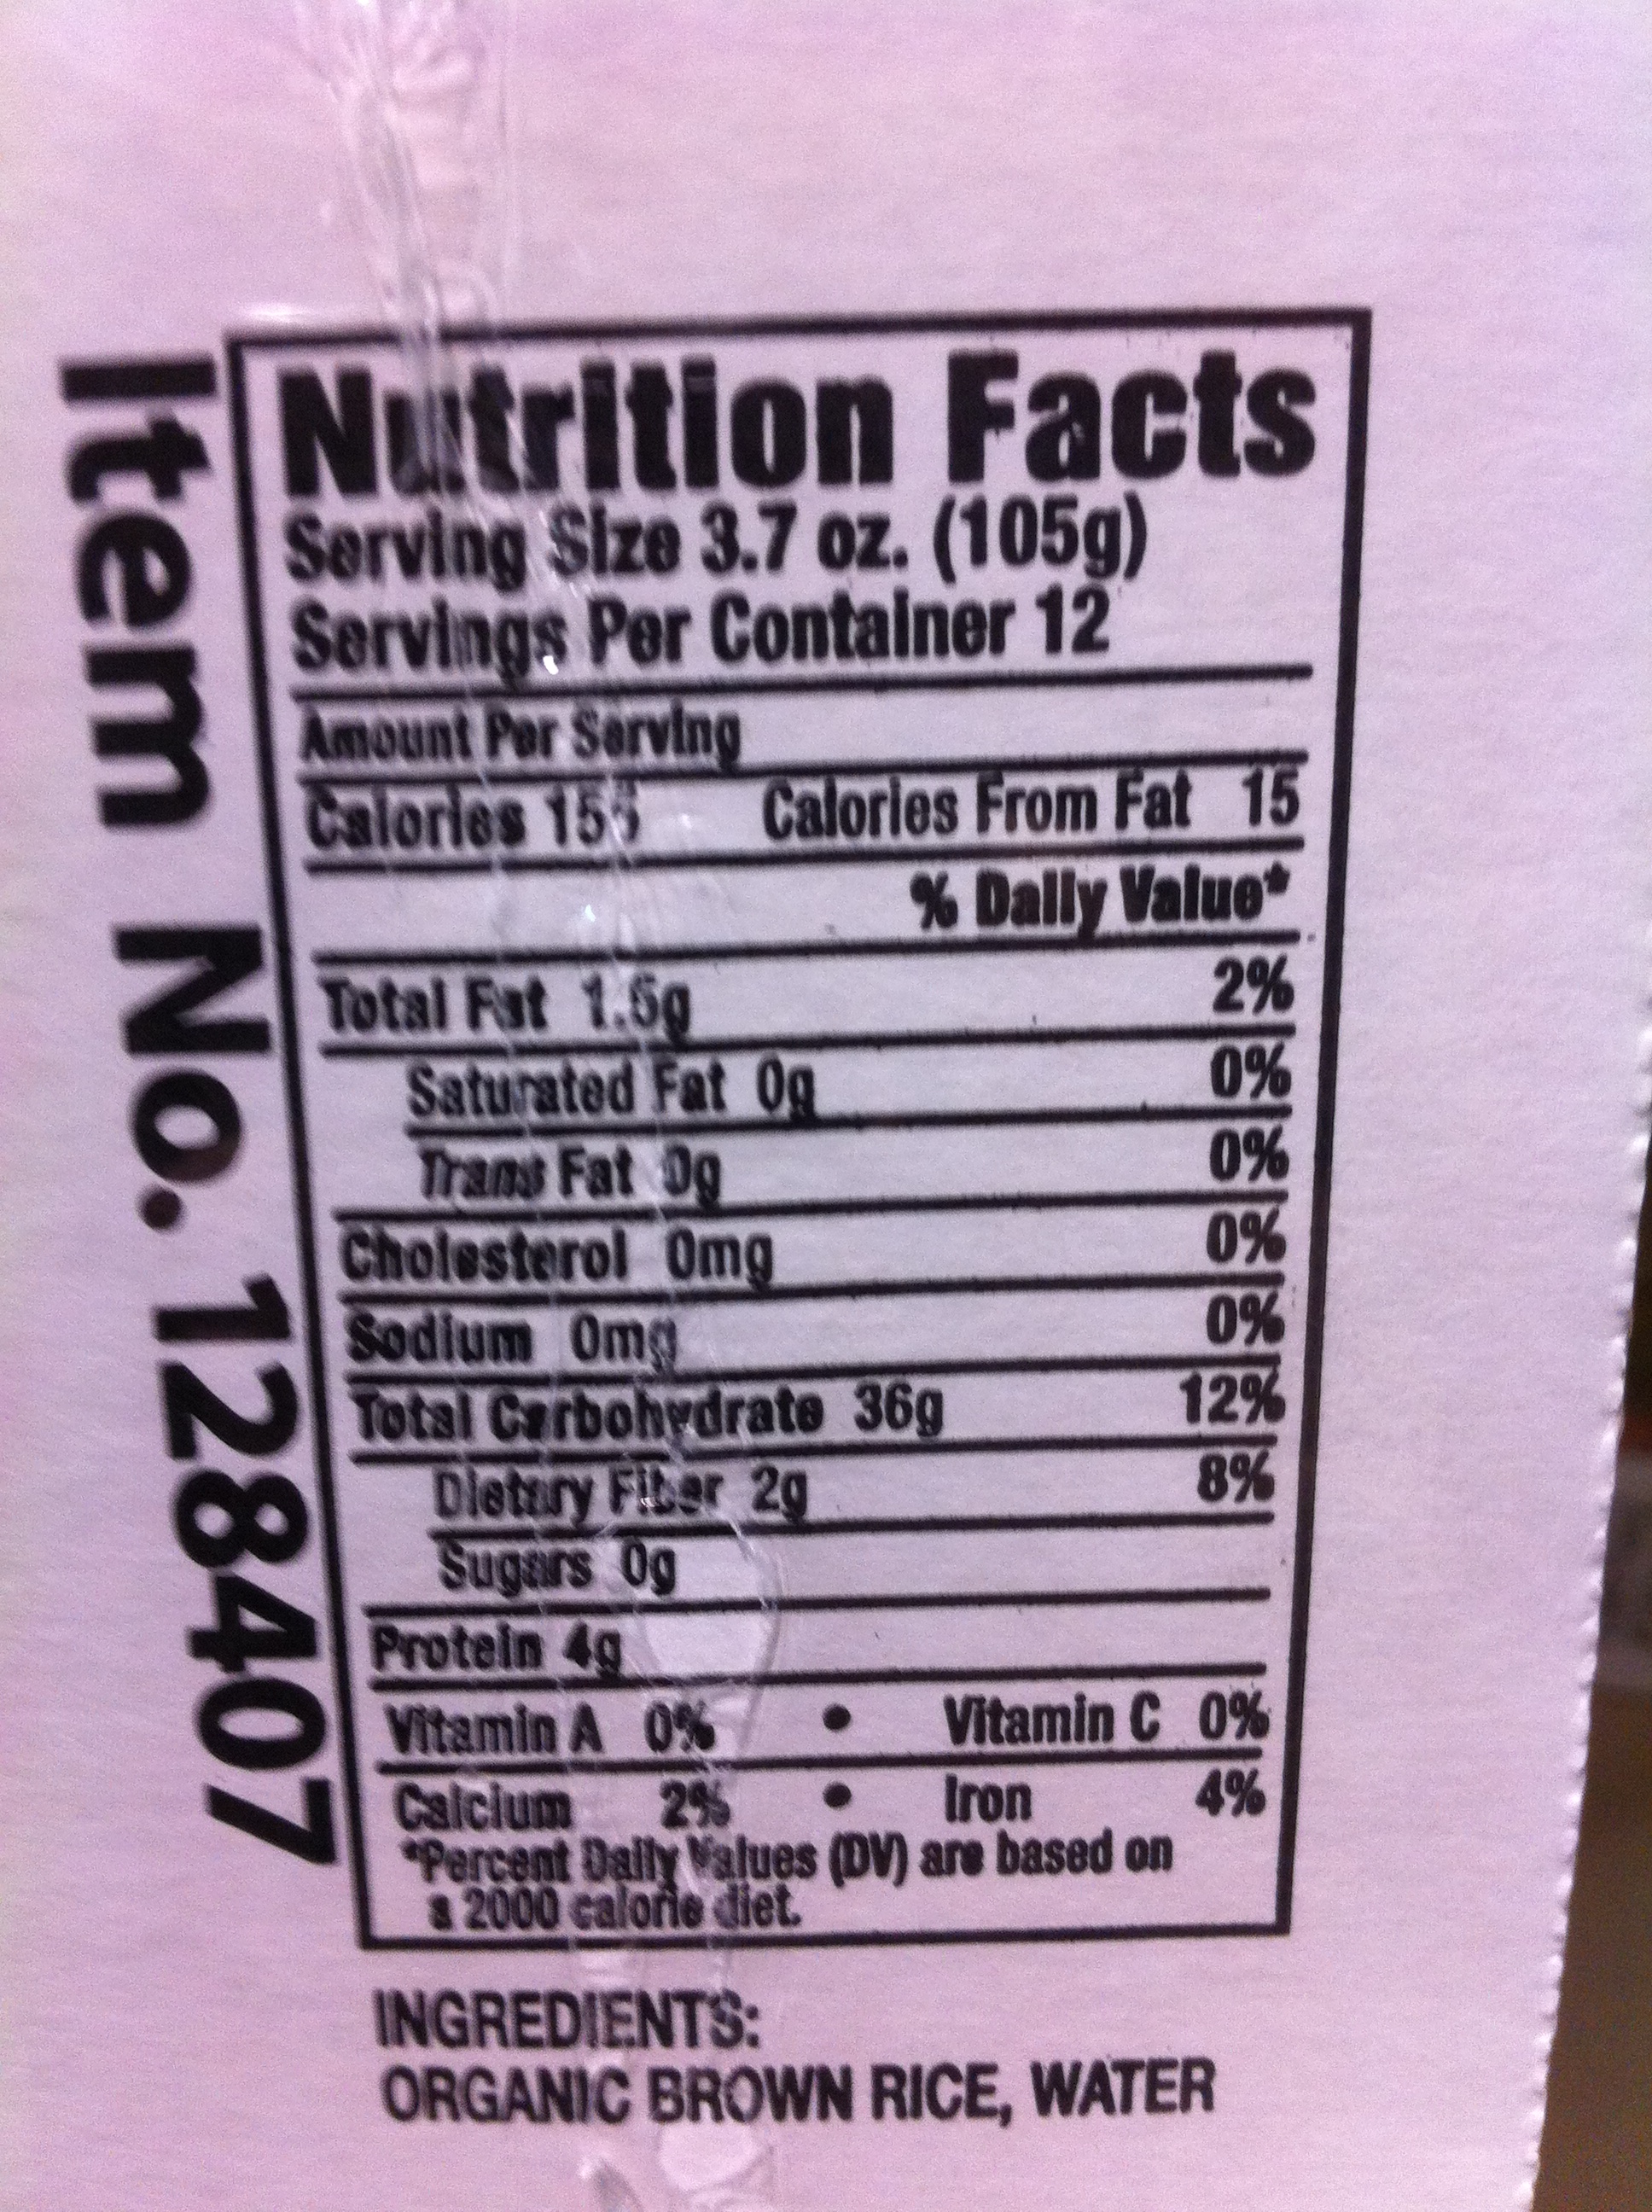 Nutrition Facts
Serving Size 3.7 oz. (105g)
Servings Per Container 12
Amount Per Serving
Calories Calories From Fat 15
% Daily Value*
Total Fat 1.5g 2%
Saturated Fat 0g 0%
Trans Fat 0g 0%
Cholesterol 0mg 0%
Sodium 0mg 0%
Total Carbohydrate 36g 12%
Dietary Fiber 2g 8%
Sugars 0g
Protein 4g
Vitamin A 0% • Vitamin C 0%
Calcium 2% • Iron 4%
*Percent Daily Values (DV) are based on
a 2000 calorie diet.
INGREDIENTS:
ORGANIC BROWN RICE, WATER
Item No. 128407